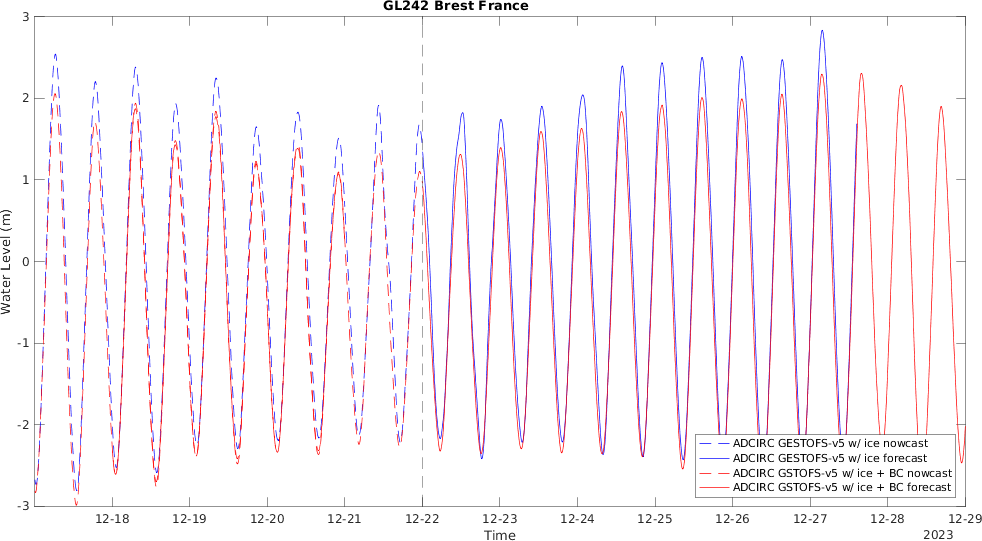 GL242 Brest France
3
2
1
0
-1
-2
-3
Water Level (m)
12-18
12-19
12-20
12-21
12-22
12-23
12-24
12-25
12-26
12-27
12-28
12-29
Time
2023
ADCIRC GESTOFS-v5 w/ ice nowcast
ADCIRC GESTOFS-v5 w/ ice forecast
ADCIRC GSTOFS-v5 w/ ice + BC nowcast
ADCIRC GSTOFS-v5 w/ ice + BC forecast